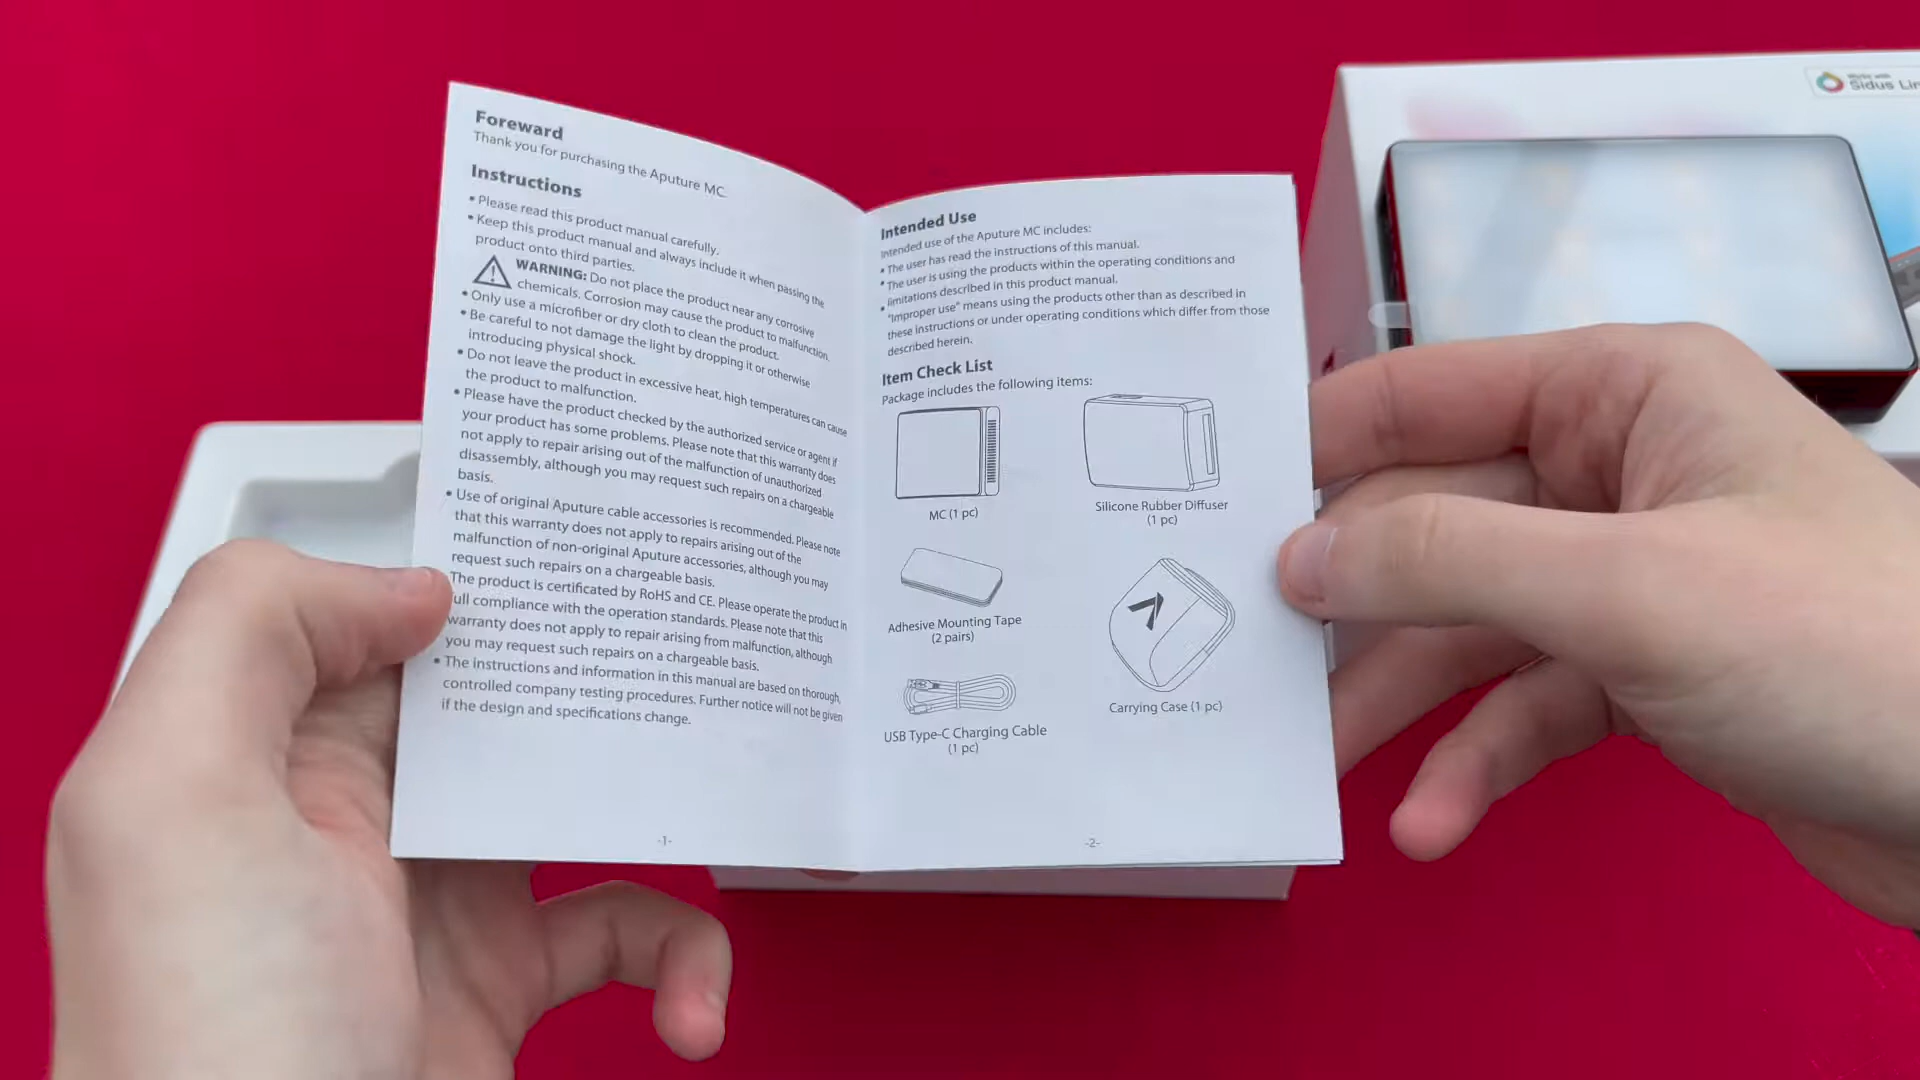 Foreward
Thank you for purchasing the Aputure MC.
Instructions
• Please read this product manual carefully.
• Keep this product manual and always include it when passing the
product onto third parties.
WARNING: Do not place the product near any corrosive
chemicals. Corrosion may cause the product to malfunction.
• Only use a microfiber or dry cloth to clean the product.
• Be careful to not damage the light by dropping it or otherwise
introducing physical shock.
• Do not leave the product in excessive heat, high temperatures can cause
the product to malfunction.
• Please have the product checked by the authorized service or agent if
your product has some problems. Please note that this warranty does
not apply to repair arising out of the malfunction of unauthorized
disassembly, although you may request such repairs on a chargeable
basis.
• Use of original Aputure cable accessories is recommended. Please note
that this warranty does not apply to repairs arising out of the
malfunction of non-original Aputure accessories, although you may
request such repairs on a chargeable basis.
The product is certificated by RoHS and CE. Please operate the product in
full compliance with the operation standards. Please note that this
warranty does not apply to repair arising from malfunction, although
you may request such repairs on a chargeable basis.
• The instructions and information in this manual are based on thorough,
controlled company testing procedures. Further notice will not be given
if the design and specifications change.
-1-
Intended Use
Intended use of the Aputure MC includes:
• The user has read the instructions of this manual.
• The user is using the products within the operating conditions and
limitations described in this product manual.
• "Improper use" means using the products other than as described in
these instructions or under operating conditions which differ from those
described herein.
Item Check List
Package includes the following items:
MC (1 pc)
Silicone Rubber Diffuser
(1 pc)
Adhesive Mounting Tape
(2 pairs)
Carrying Case (1 pc)
USB Type-C Charging Cable
(1 pc)
-2-
Works with
Sidus Lin